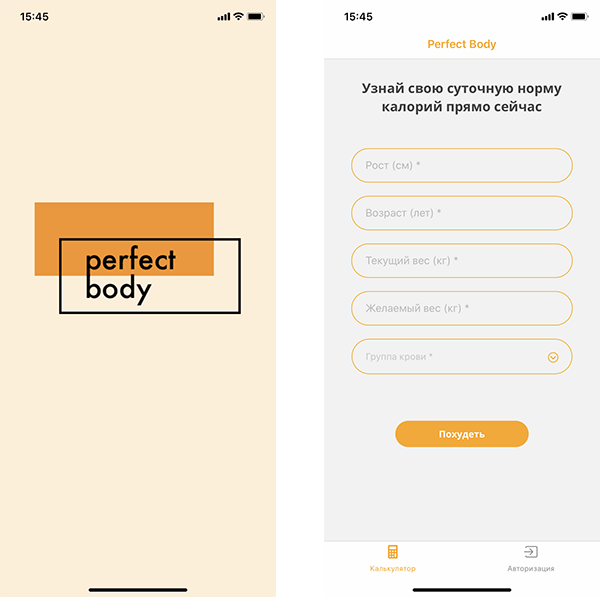 15:45
perfect
body
15:45
Perfect Body
Узнай свою суточную норму
калорий прямо сейчас
Рост (см) *
Возраст (лет) *
Текущий вес (кг) *
Желаемый вес (кг) *
Группа крови *
Похудеть
Калькулятор
Авторизация